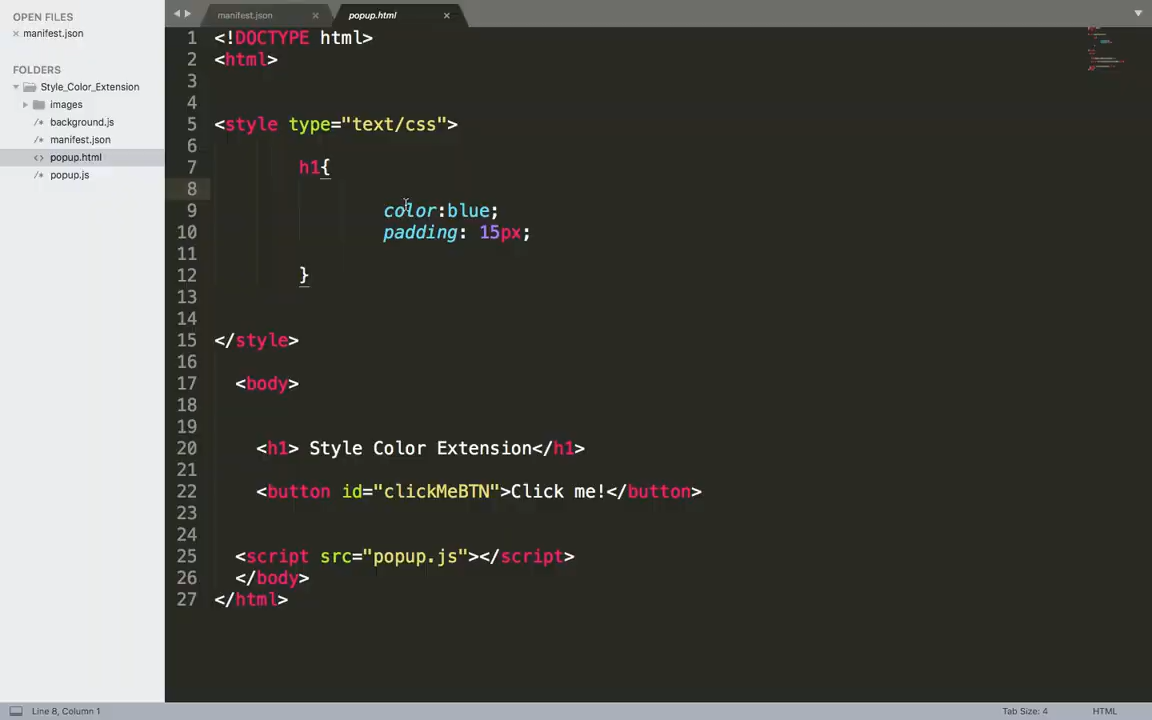 OPEN FILES
× manifest.json
FOLDERS
Style_Color_Extension
images
/* background.js
/* manifest.json
<> popup.html
/* popup.js
manifest.json ×
popup.html ×
1 <!DOCTYPE html>
2 <html>
3
4
5 <style type="text/css">
6
7 h1{
8
9 color:blue;
10 padding: 15px;
11
12 }
13
14
15 </style>
16
17 <body>
18
19
20 <h1> Style Color Extension</h1>
21
22 <button id="clickMeBTN">Click me!</button>
23
24
25 <script src="popup.js"></script>
26 </body>
27 </html>
Line 8, Column 1
Tab Size: 4
HTML